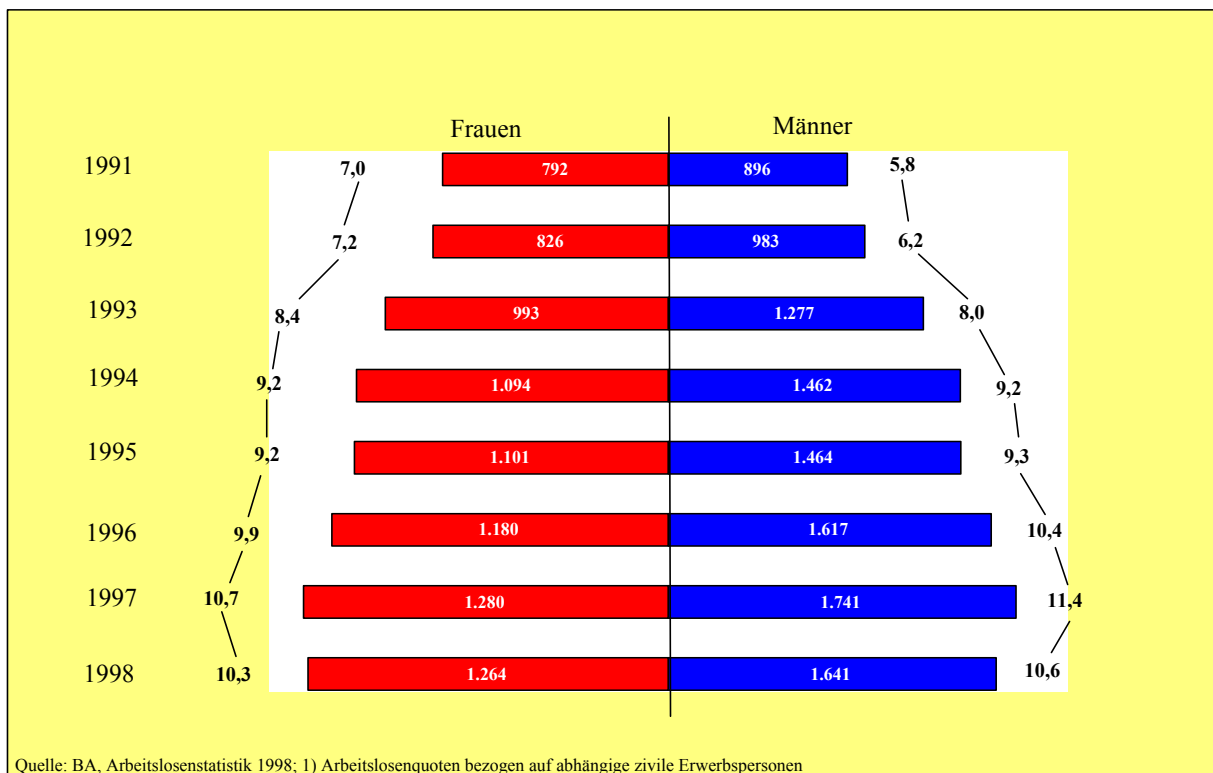 Frauen Männer
1991 7,0 792 896 5,8
1992 7,2 826 983 6,2
1993 8,4 993 1.277 8,0
1994 9,2 1.094 1.462 9,2
1995 9,2 1.101 1.464 9,3
1996 9,9 1.180 1.617 10,4
1997 10,7 1.280 1.741 11,4
1998 10,3 1.264 1.641 10,6
Quelle: BA, Arbeitslosenstatistik 1998; 1) Arbeitslosenquoten bezogen auf abhängige zivile Erwerbspersonen